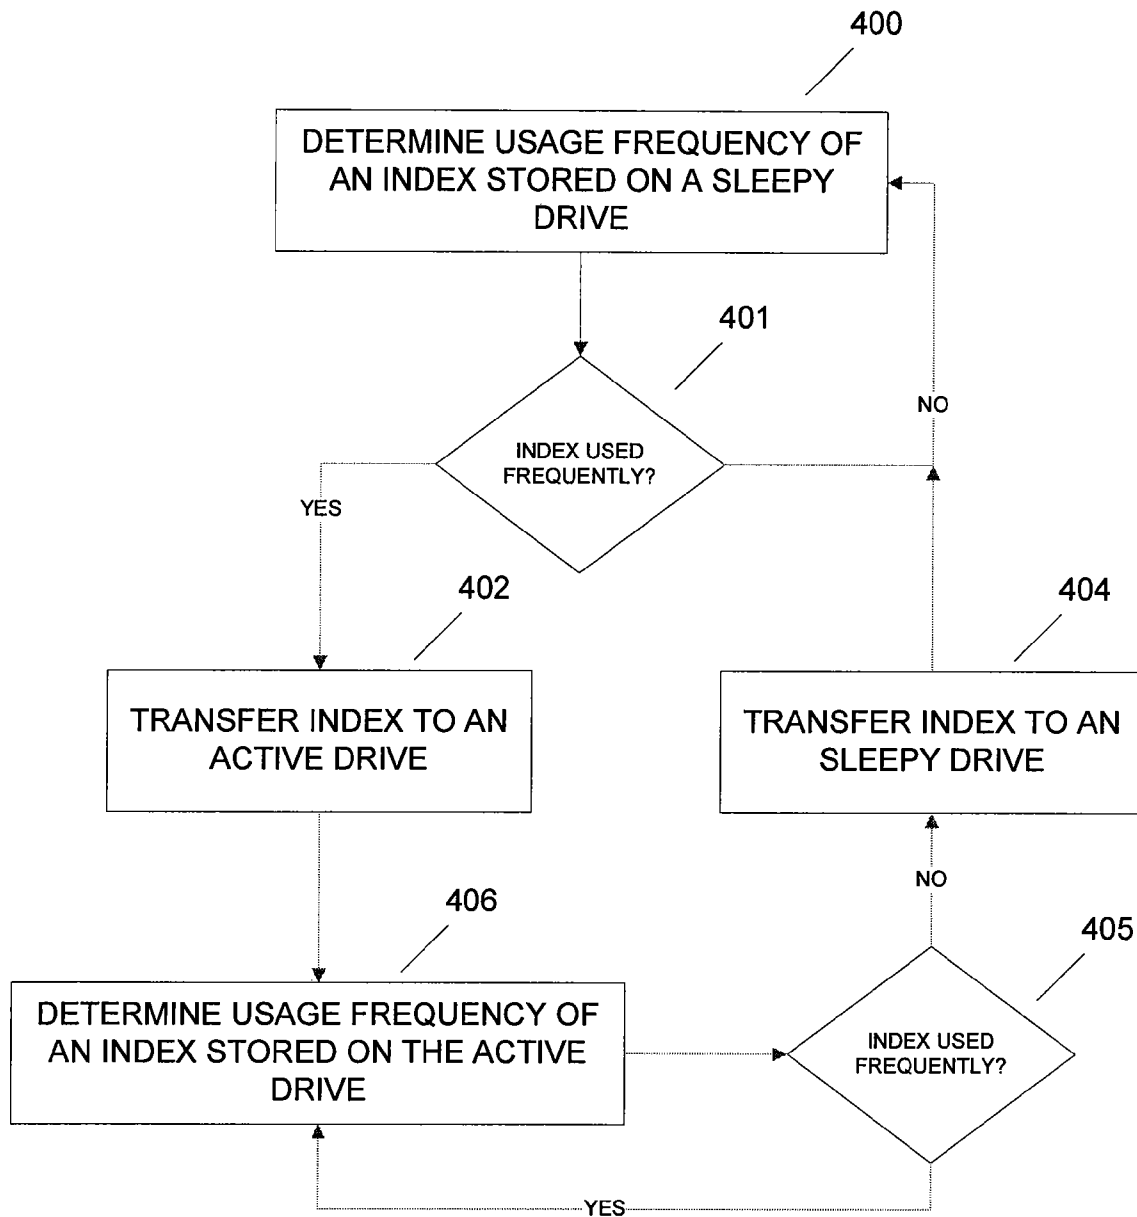 400
DETERMINE USAGE FREQUENCY OF
AN INDEX STORED ON A SLEEPY
DRIVE
401
INDEX USED
FREQUENTLY?
NO
YES
402
404
TRANSFER INDEX TO AN
ACTIVE DRIVE
TRANSFER INDEX TO AN
SLEEPY DRIVE
NO
406
405
DETERMINE USAGE FREQUENCY OF
AN INDEX STORED ON THE ACTIVE
DRIVE
INDEX USED
FREQUENTLY?
YES